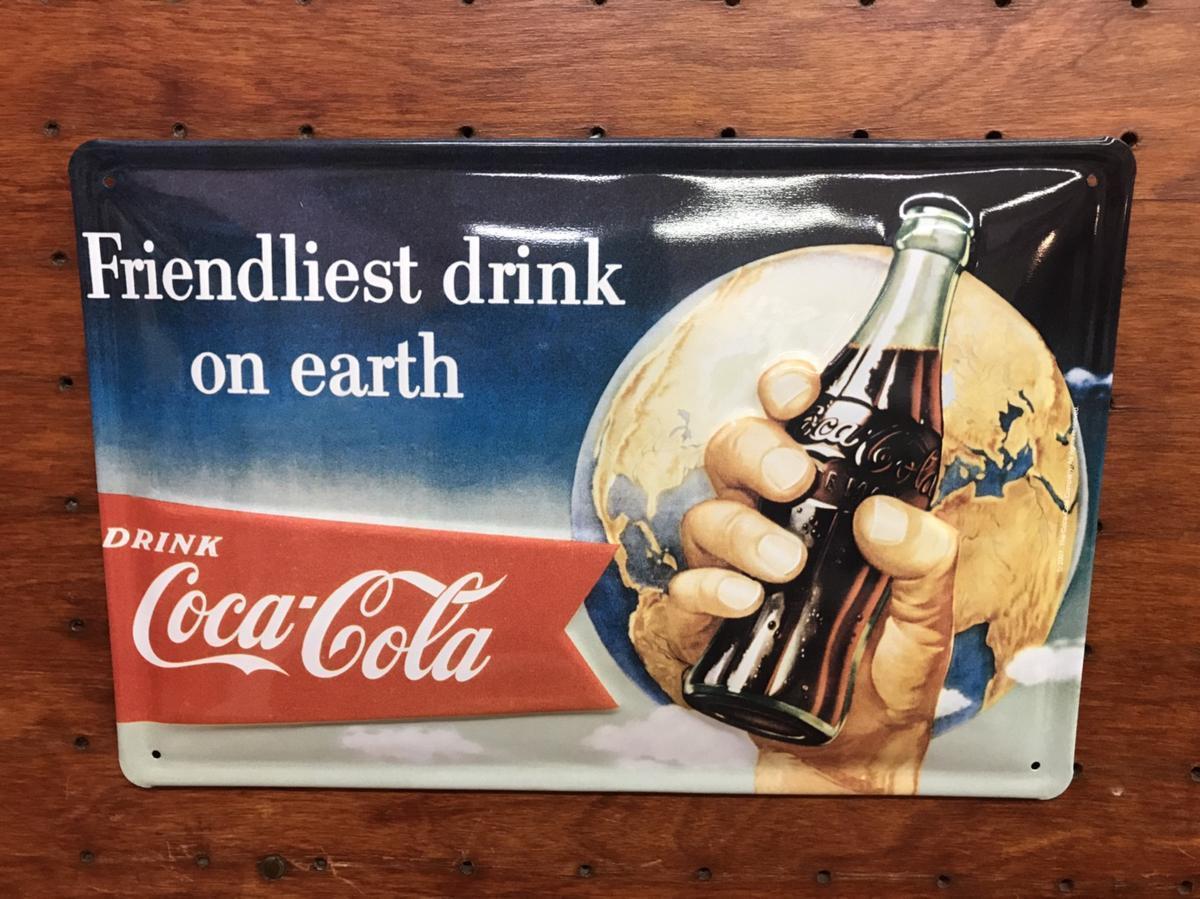 Friendliest drink
on earth
DRINK
Coca-Cola
Coca-Cola